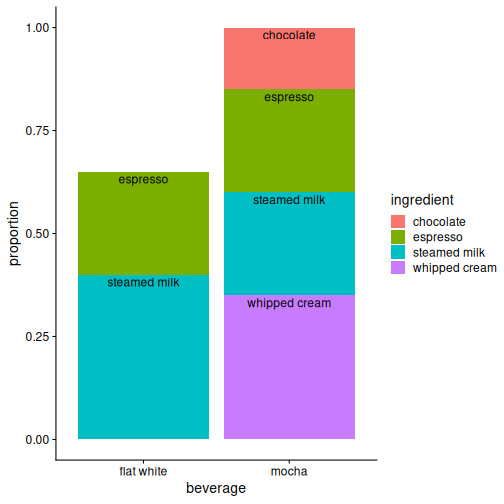 1.00
0.75
0.50
0.25
0.00
proportion
chocolate
espresso
steamed milk
whipped cream
espresso
steamed milk
flat white
mocha
beverage
ingredient
chocolate
espresso
steamed milk
whipped cream